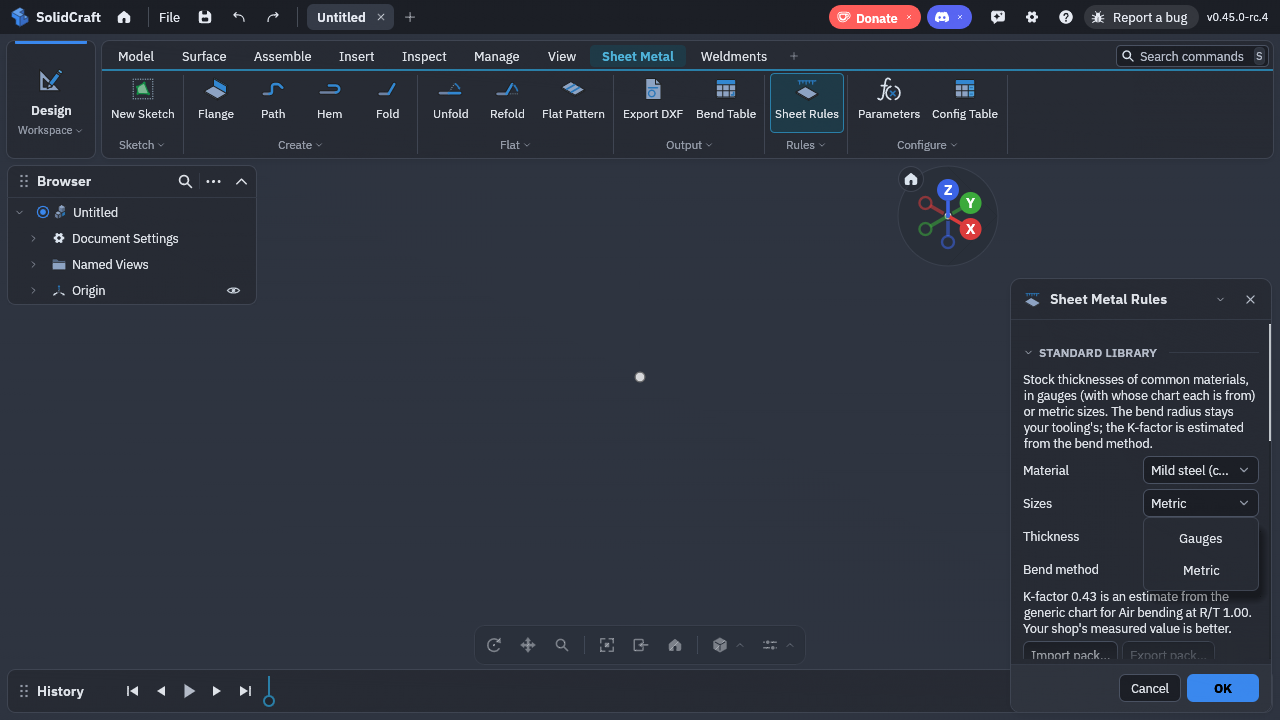 SolidCraft
File
Untitled
Donate
Report a bug
v0.45.0-rc.4
Design
Workspace
Model
Surface
Assemble
Insert
Inspect
Manage
View
Sheet Metal
Weldments
Search commands
S
New Sketch
Flange
Path
Hem
Fold
Unfold
Refold
Flat Pattern
Export DXF
Bend Table
Sheet Rules
Parameters
Config Table
Sketch
Create
Flat
Output
Rules
Configure
Browser
Untitled
Document Settings
Named Views
Origin
Z
Y
X
Sheet Metal Rules
STANDARD LIBRARY
Stock thicknesses of common materials,
in gauges (with whose chart each is from)
or metric sizes. The bend radius stays
your tooling's; the K-factor is estimated
from the bend method.
Material
Mild steel (c...
Sizes
Metric
Thickness
Gauges
Bend method
Metric
K-factor 0.43 is an estimate from the
generic chart for Air bending at R/T 1.00.
Your shop's measured value is better.
Import pack...
Export pack...
Cancel
OK
History